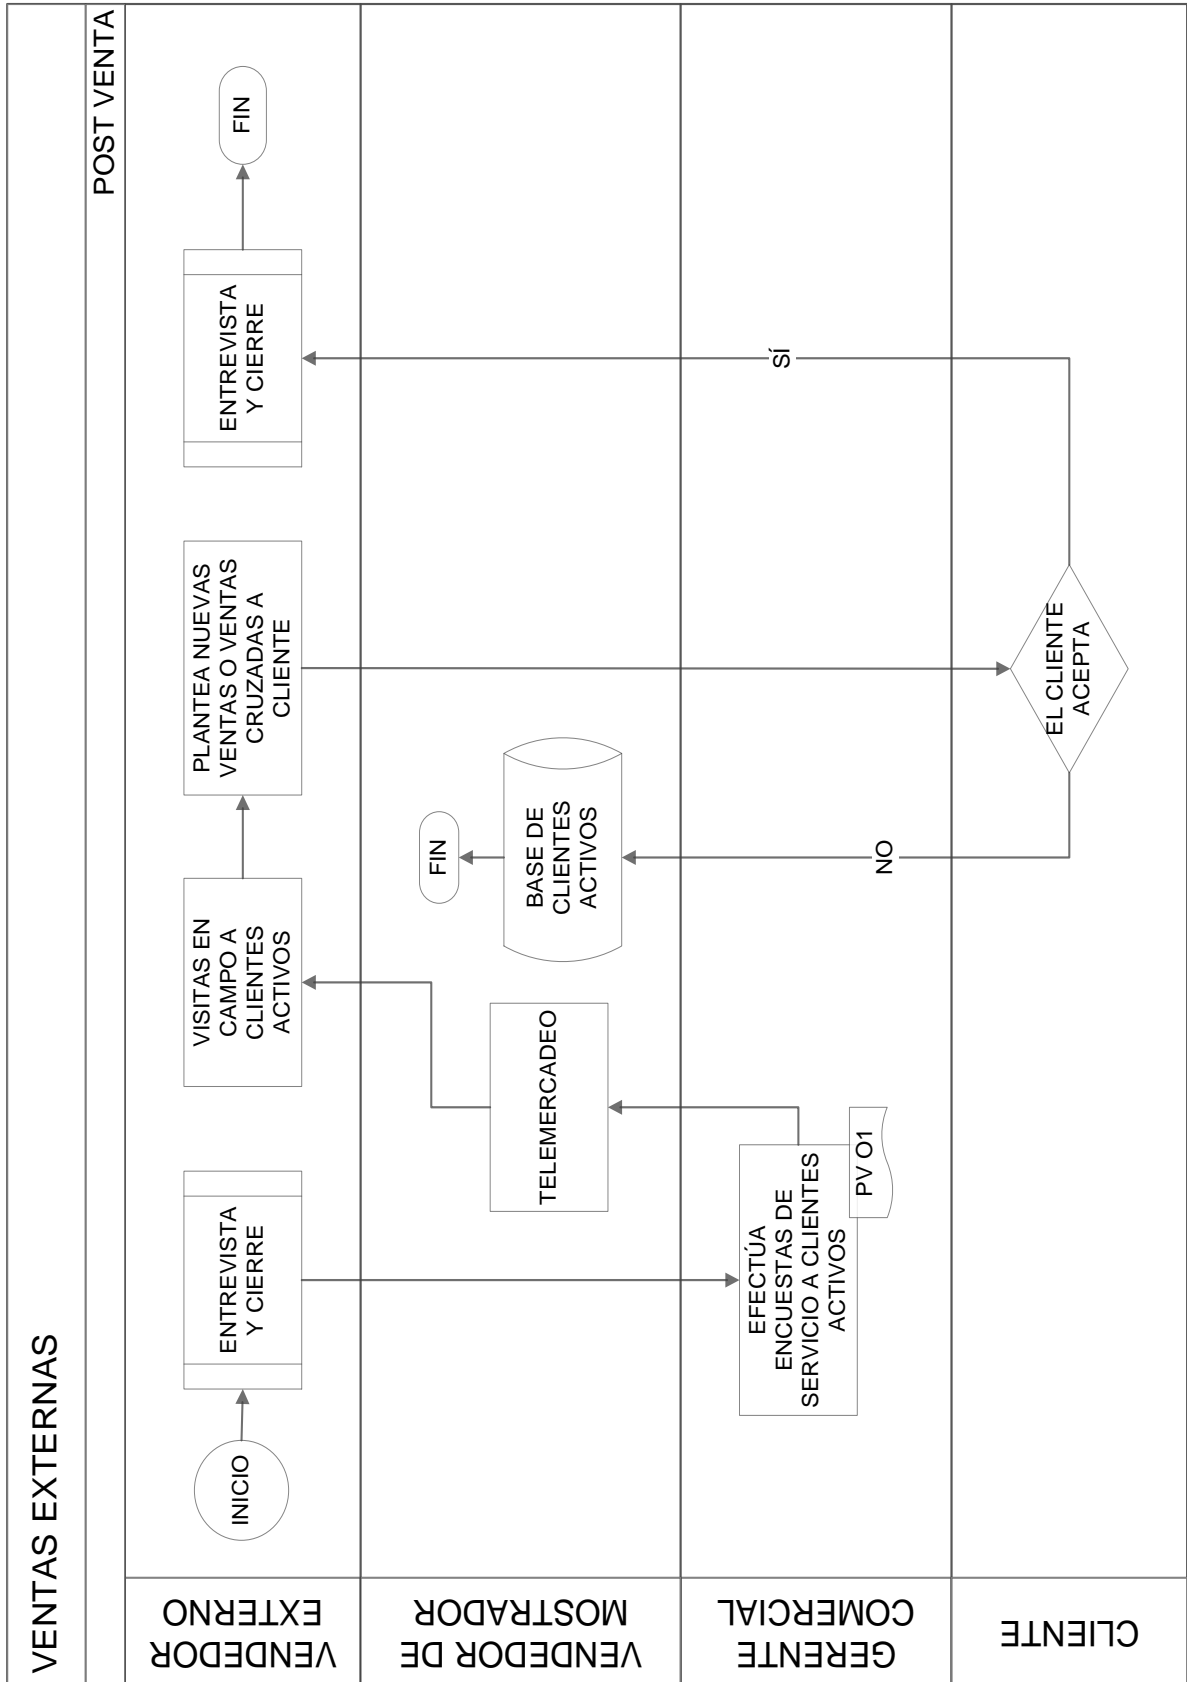 VENTAS EXTERNAS
POST VENTA
VENDEDOR
EXTERNO
INICIO
ENTREVISTA
Y CIERRE
VISITAS EN
CAMPO A
CLIENTES
ACTIVOS
PLANTEA NUEVAS
VENTAS O VENTAS
CRUZADAS A
CLIENTE
ENTREVISTA
Y CIERRE
FIN
VENDEDOR DE
MOSTRADOR
TELEMERCADEO
BASE DE
CLIENTES
ACTIVOS
FIN
GERENTE
COMERCIAL
EFECTÚA
ENCUESTAS DE
SERVICIO A CLIENTES
ACTIVOS
PV O1
NO
SÍ
CLIENTE
EL CLIENTE
ACEPTA